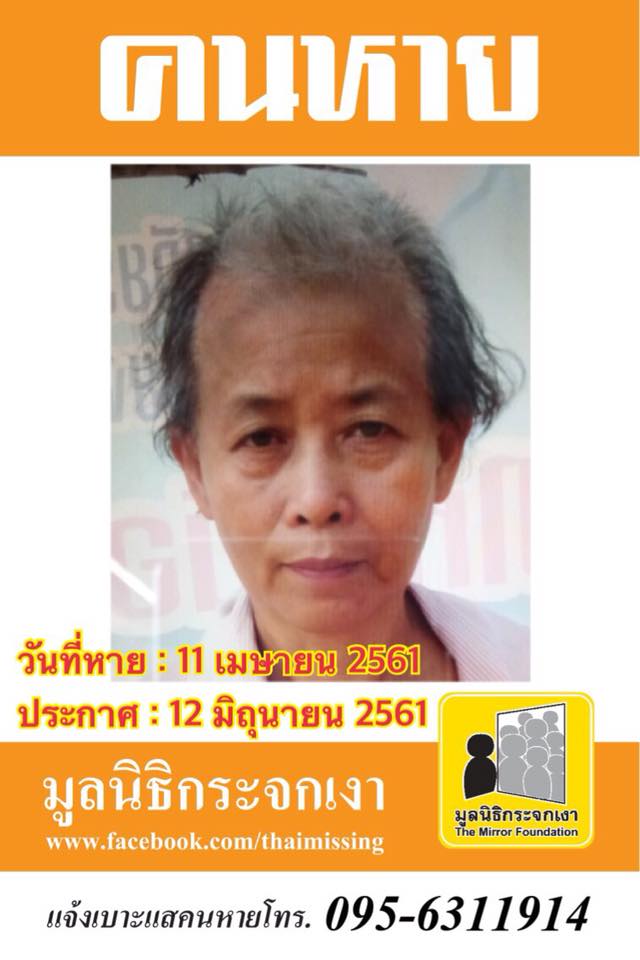 คนหาย
วันที่หาย : 11 เมษายน 2561
ประกาศ : 12 มิถุนายน 2561
มูลนิธิกระจกเงา
www.facebook.com/thaimissing
มูลนิธิกระจกเงา
The Mirror Foundation
แจ้งเบาะแสคนหายโทร. 095-6311914